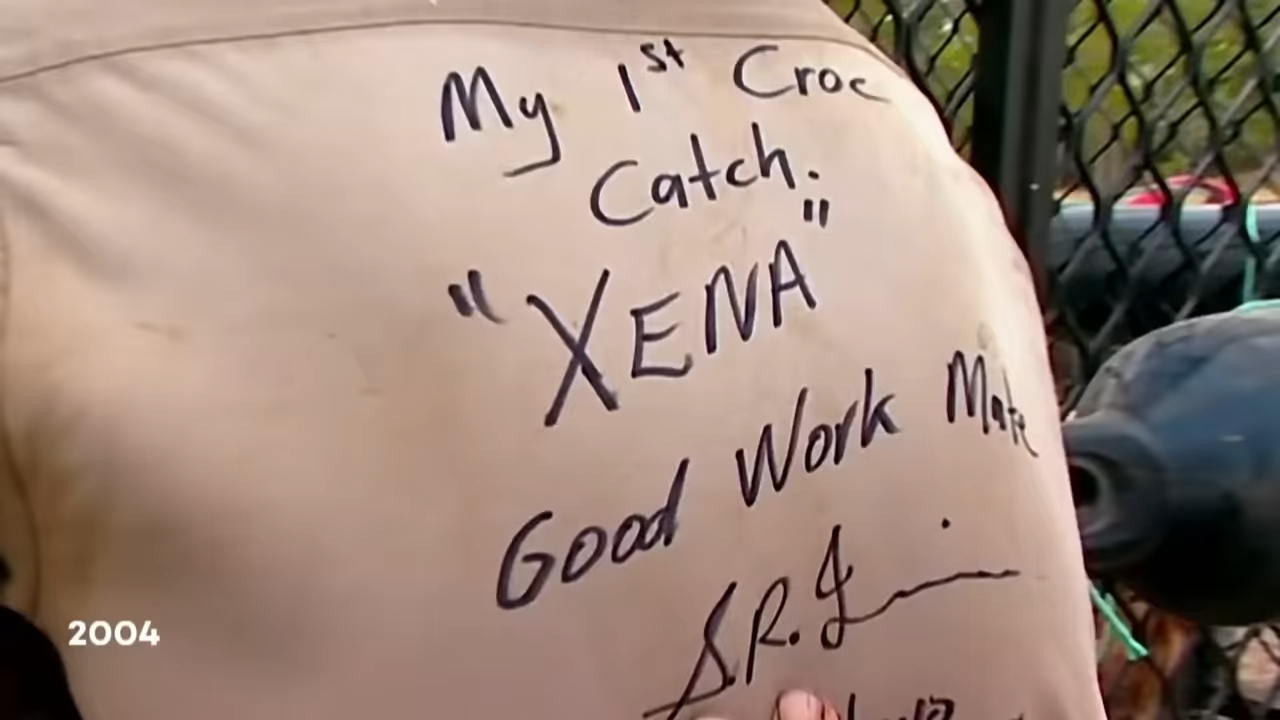 My 1st Croc
Catch.
"XENA"
Good Work Mate
S.R.I
2004